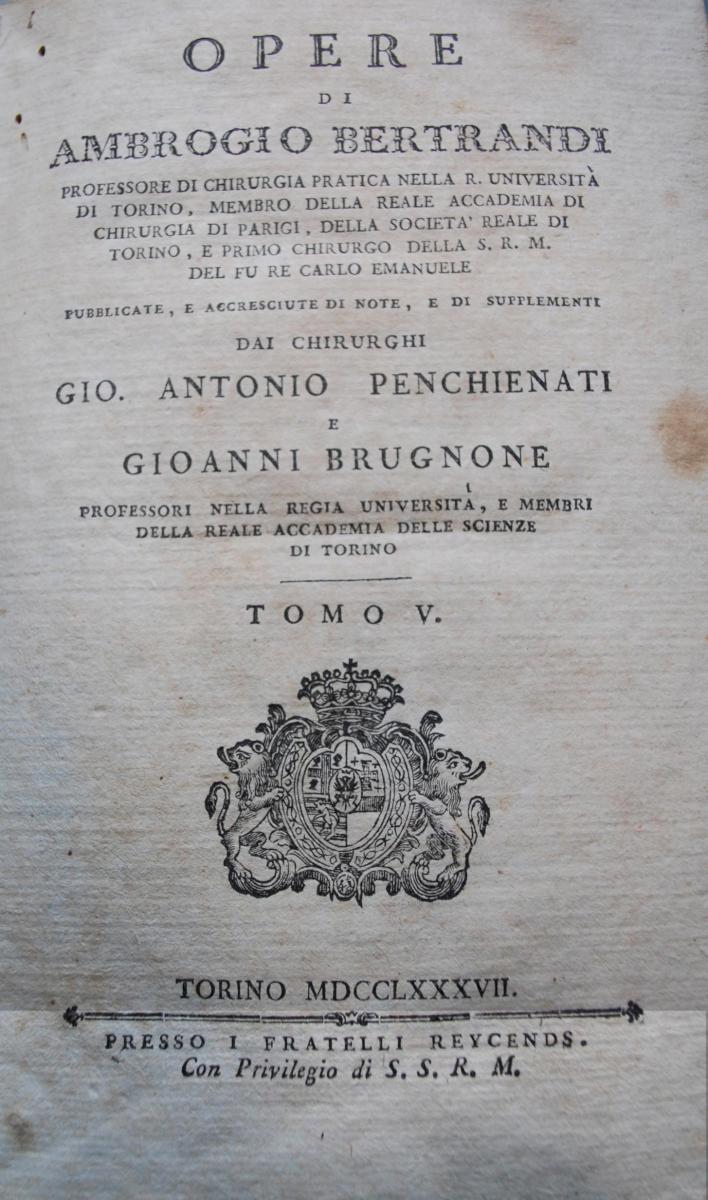 OPERE
DI
AMBROGIO BERTRANDI
PROFESSORE DI CHIRURGIA PRATICA NELLA R. UNIVERSITÀ
DI TORINO, MEMBRO DELLA REALE ACCADEMIA DI
CHIRURGIA DI PARIGI, DELLA SOCIETA' REALE DI
TORINO, E PRIMO CHIRURGO DELLA S. R. M.
DEL FU RE CARLO EMANUELE
PUBBLICATE, E ACCRESCIUTE DI NOTE, E DI SUPPLEMENTI
DAI CHIRURGHI
GIO. ANTONIO PENCHIENATI
E
GIOANNI BRUGNONE
PROFESSORI NELLA REGIA UNIVERSITÀ, E MEMBRI
DELLA REALE ACCADEMIA DELLE SCIENZE
DI TORINO
TOMO V.
TORINO MDCCLXXXVII.
PRESSO I FRATELLI REYCENDS.
Con Privilegio di S. S. R. M.